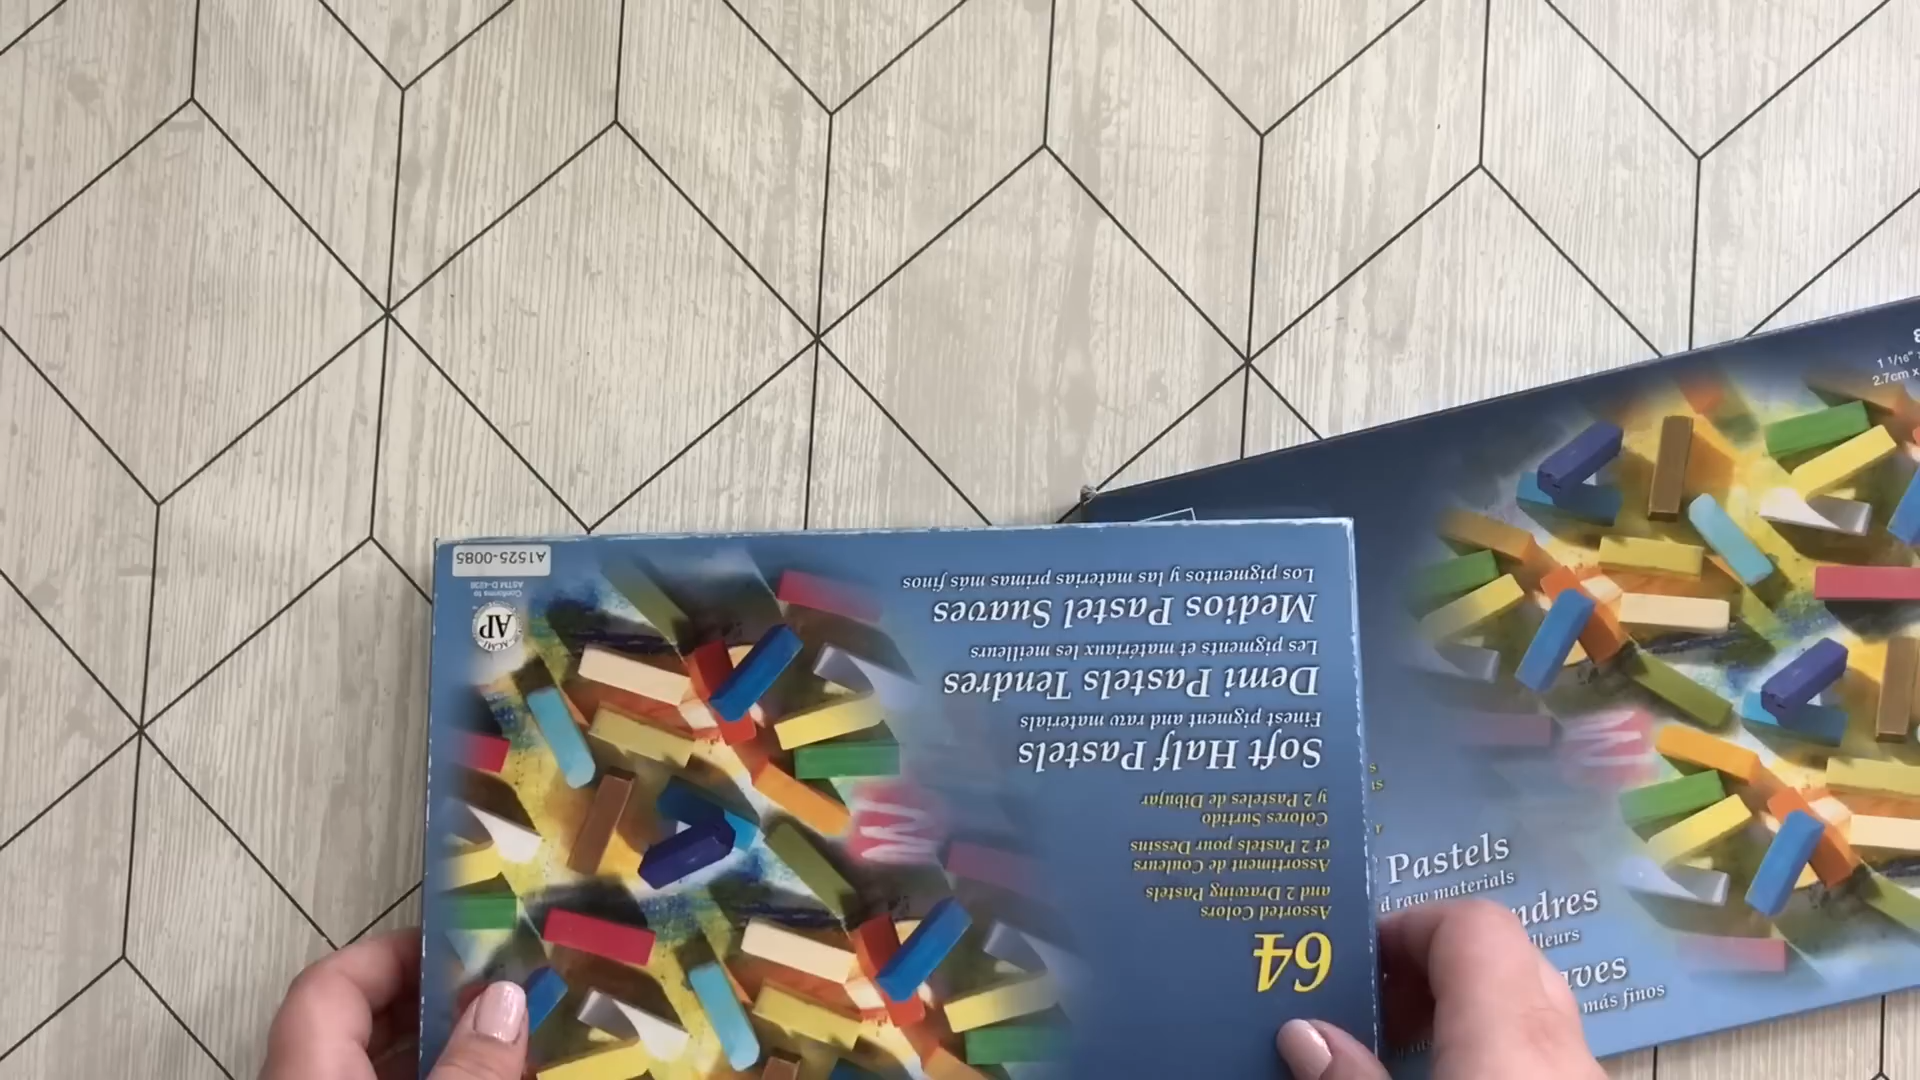 64
Assorted Colors
and 2 Drawing Pastels
Assortiment de Couleurs
et 2 Pastels pour Dessins
Colores Surtido
y 2 Pasteles de Dibujar
Soft Half Pastels
Finest pigment and raw materials
Demi Pastels Tendres
Les pigments et matériaux les meilleurs
Medios Pastel Suaves
Los pigmentos y las materias primas más finos
AP
Conforms to
ASTM D-4236
A1525-0085
1 1/16"
2.7cm x
Pastels
raw materials
más finos